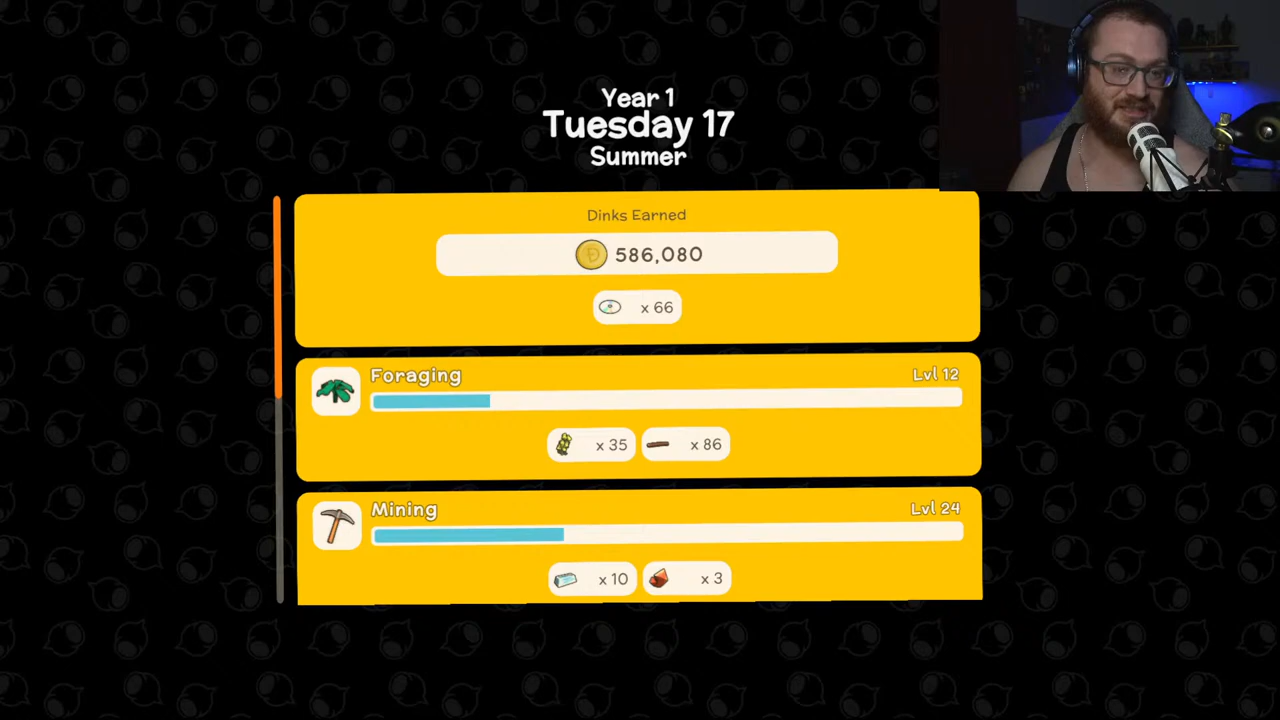 Year 1
Tuesday 17
Summer
Dinks Earned
586,080
x 66
Foraging
Lvl 12
x 35
x 86
Mining
Lvl 24
x 10
x 3